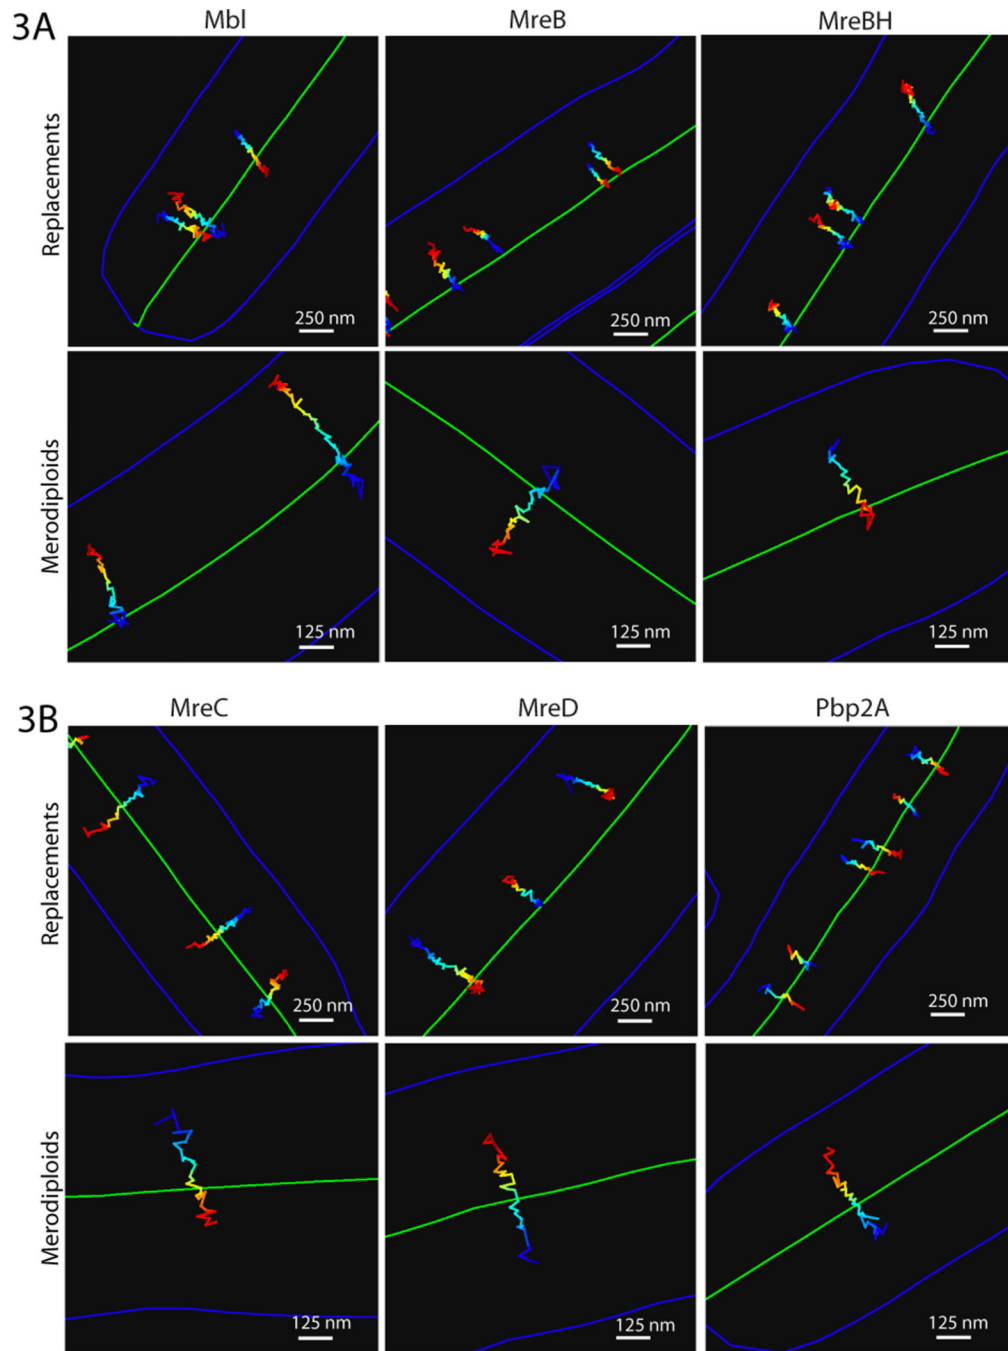 3A
Mbl MreB MreBH
Replacements
250 nm 250 nm 250 nm
Merodiploids
125 nm 125 nm 125 nm
3B
MreC MreD Pbp2A
Replacements
250 nm 250 nm 250 nm
Merodiploids
125 nm 125 nm 125 nm